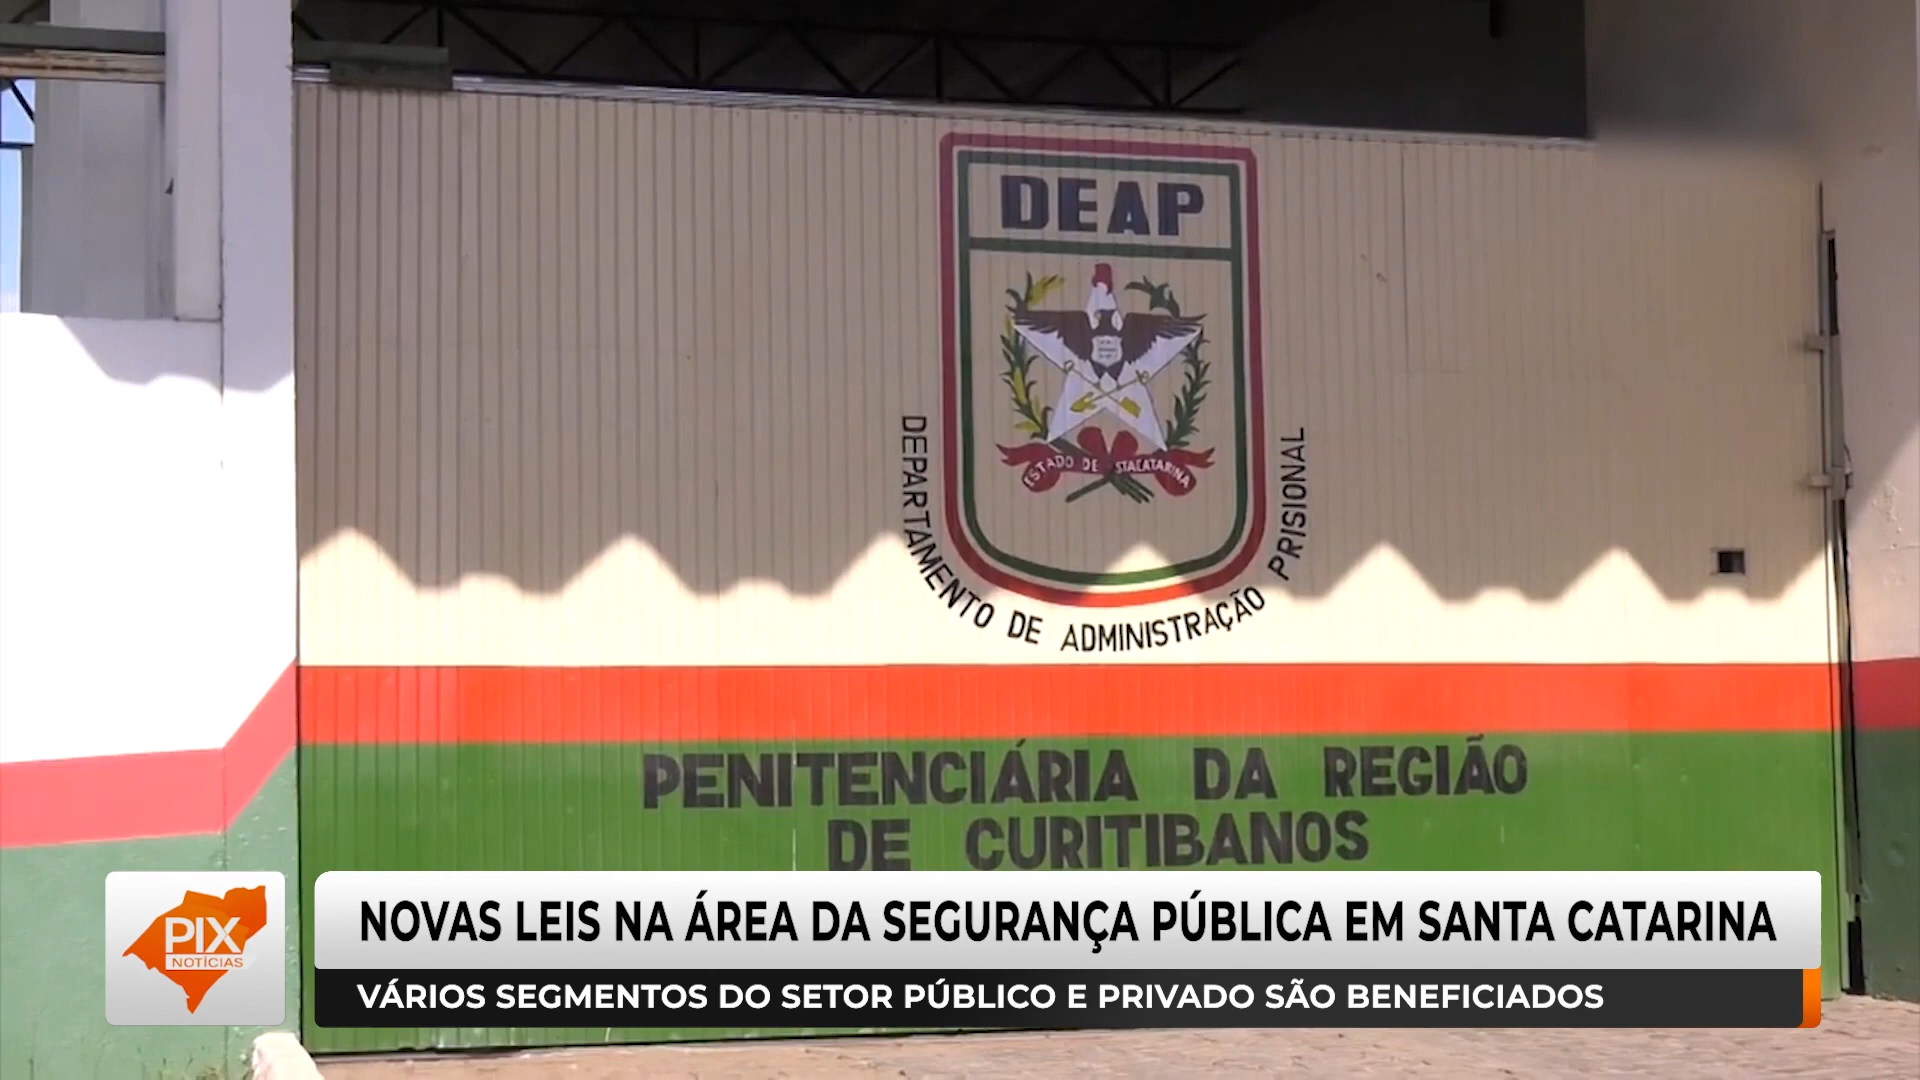 DEAP
ESTADO DE STACATARINA
DEPARTAMENTO DE ADMINISTRAÇÃO PRISIONAL
PENITENCIÁRIA DA REGIÃO
DE CURITIBANOS
PIX
NOTÍCIAS
NOVAS LEIS NA ÁREA DA SEGURANÇA PÚBLICA EM SANTA CATARINA
VÁRIOS SEGMENTOS DO SETOR PÚBLICO E PRIVADO SÃO BENEFICIADOS